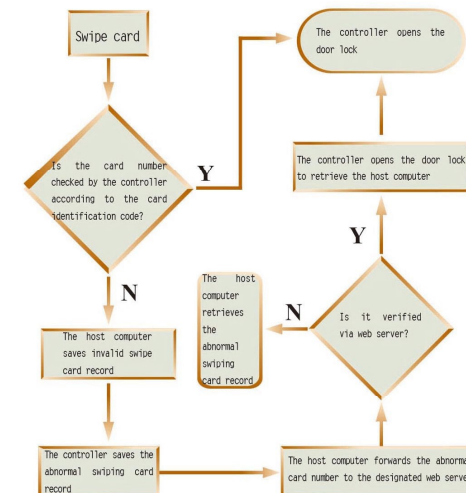 Swipe card
The controller opens the
door lock
Is the card number
checked by the controller
according to the card
identification code?
Y
The controller opens the door lock
to retrieve the host computer
Y
N
The host
computer
retrieves
the
abnormal
swiping
card record
N
Is it verified
via web server?
The host computer
saves invalid swipe
card record
The controller saves the
abnormal swiping card
record
The host computer forwards the abnorma
card number to the designated web serve